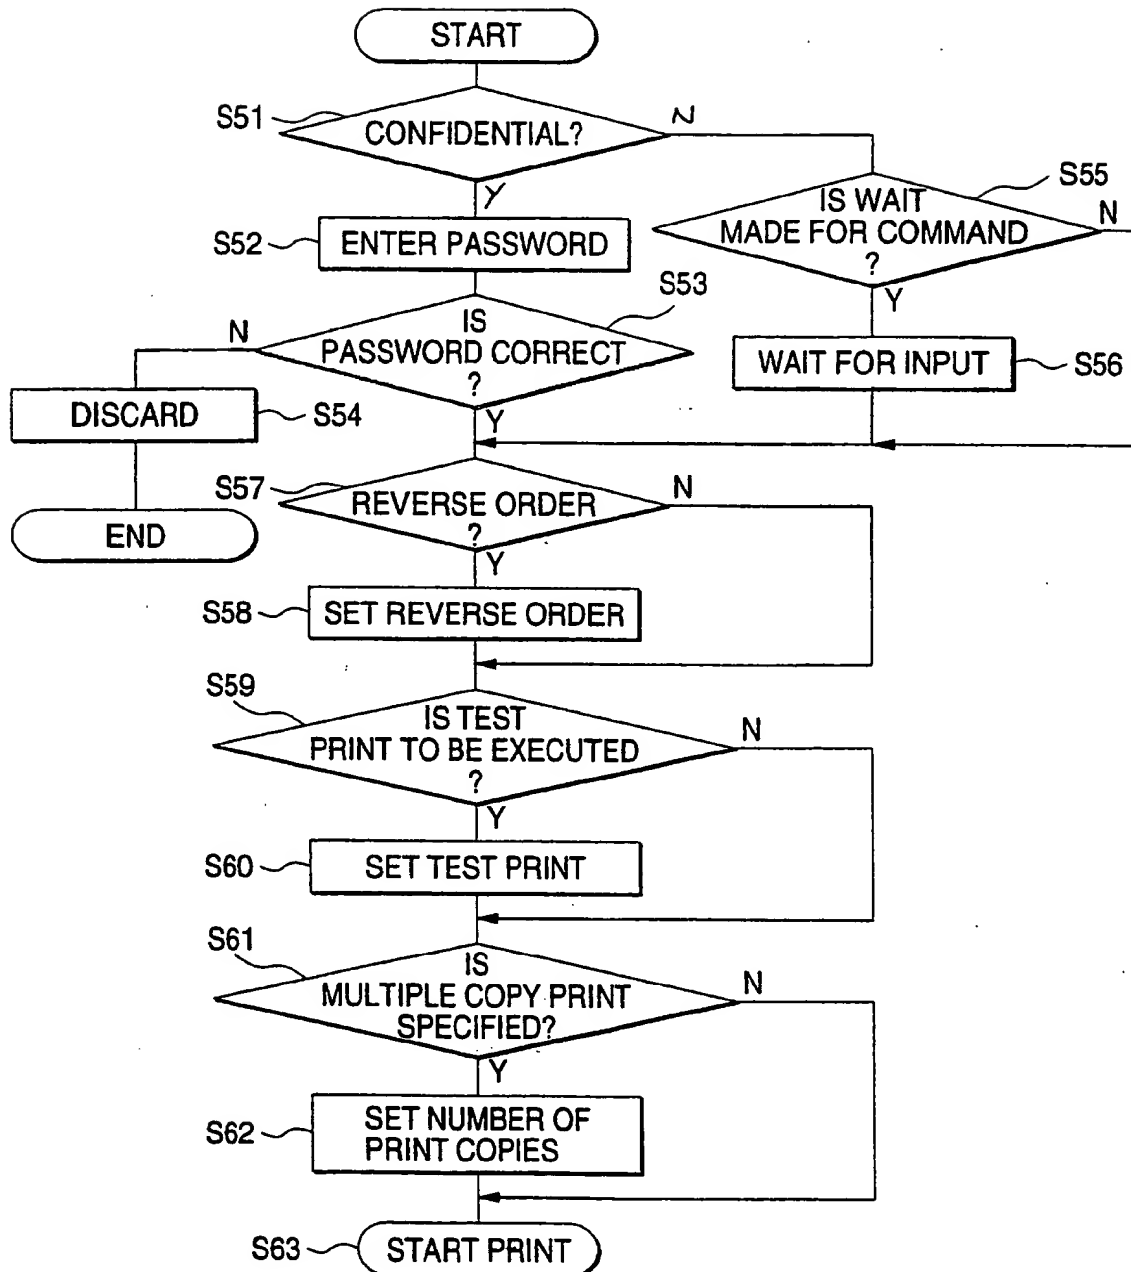 START
S51
CONFIDENTIAL?
N
Y
S52
ENTER PASSWORD
S55
IS WAIT
MADE FOR COMMAND
?
N
Y
S53
IS
PASSWORD CORRECT
?
N
Y
WAIT FOR INPUT
S56
DISCARD
S54
END
S57
REVERSE ORDER
?
N
Y
S58
SET REVERSE ORDER
S59
IS TEST
PRINT TO BE EXECUTED
?
N
Y
S60
SET TEST PRINT
S61
IS
MULTIPLE COPY PRINT
SPECIFIED?
N
Y
S62
SET NUMBER OF
PRINT COPIES
S63
START PRINT